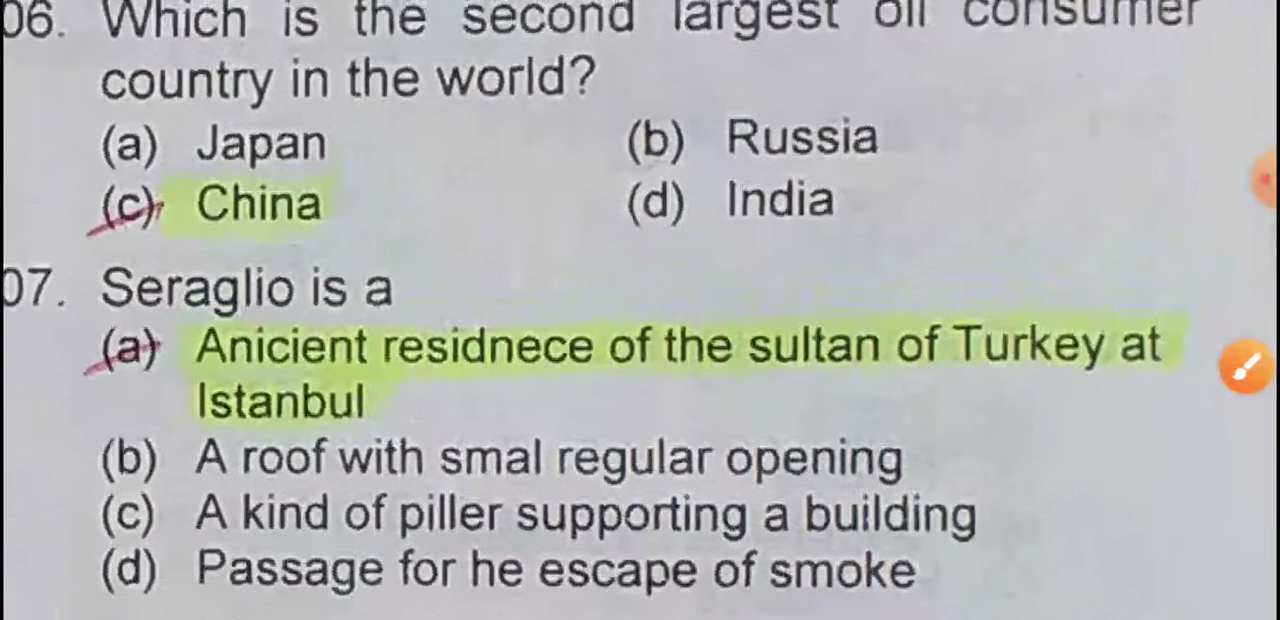 06. Which is the second largest oil consumer
country in the world?
(a) Japan (b) Russia
(c) China (d) India
07. Seraglio is a
(a) Anicient residnece of the sultan of Turkey at
Istanbul
(b) A roof with smal regular opening
(c) A kind of piller supporting a building
(d) Passage for he escape of smoke